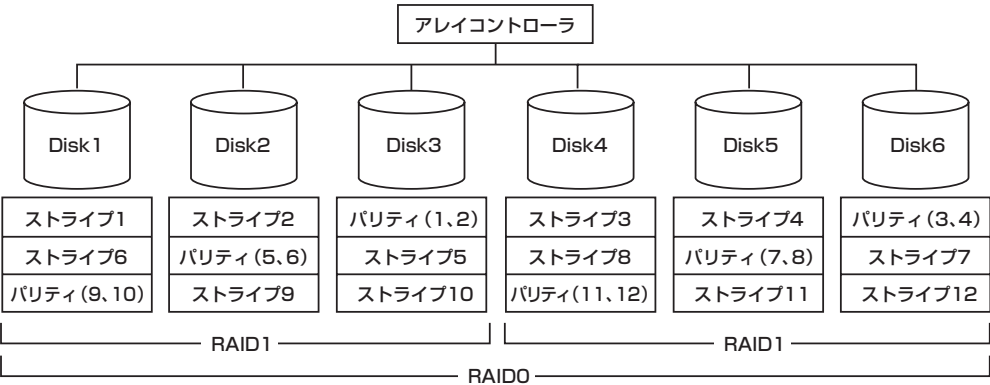 アレイコントローラ
Disk1 Disk2 Disk3 Disk4 Disk5 Disk6
ストライプ1 ストライプ2 パリティ(1、2) ストライプ3 ストライプ4 パリティ(3、4)
ストライプ6 パリティ(5、6) ストライプ5 ストライプ8 パリティ(7、8) ストライプ7
パリティ(9、10) ストライプ9 ストライプ10 パリティ(11、12) ストライプ11 ストライプ12
RAID1 RAID1
RAID0